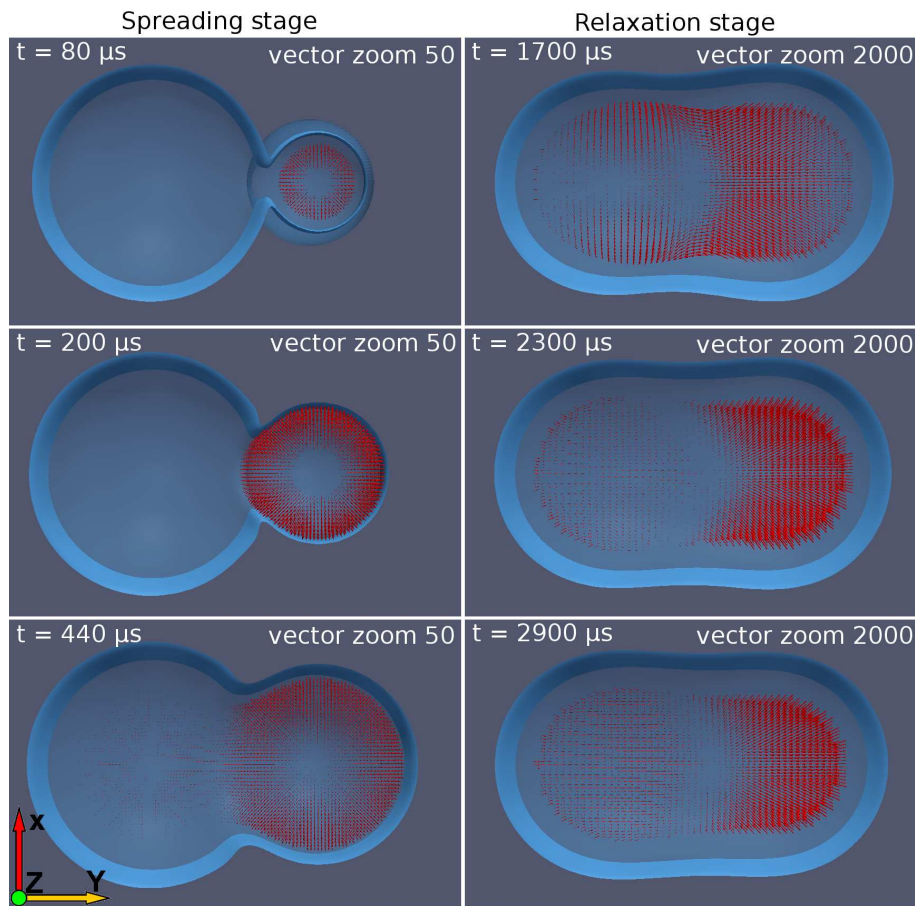 Spreading stage
Relaxation stage
t = 80 µs
vector zoom 50
t = 1700 µs
vector zoom 2000
t = 200 µs
vector zoom 50
t = 2300 µs
vector zoom 2000
t = 440 µs
vector zoom 50
t = 2900 µs
vector zoom 2000
x
Z
Y